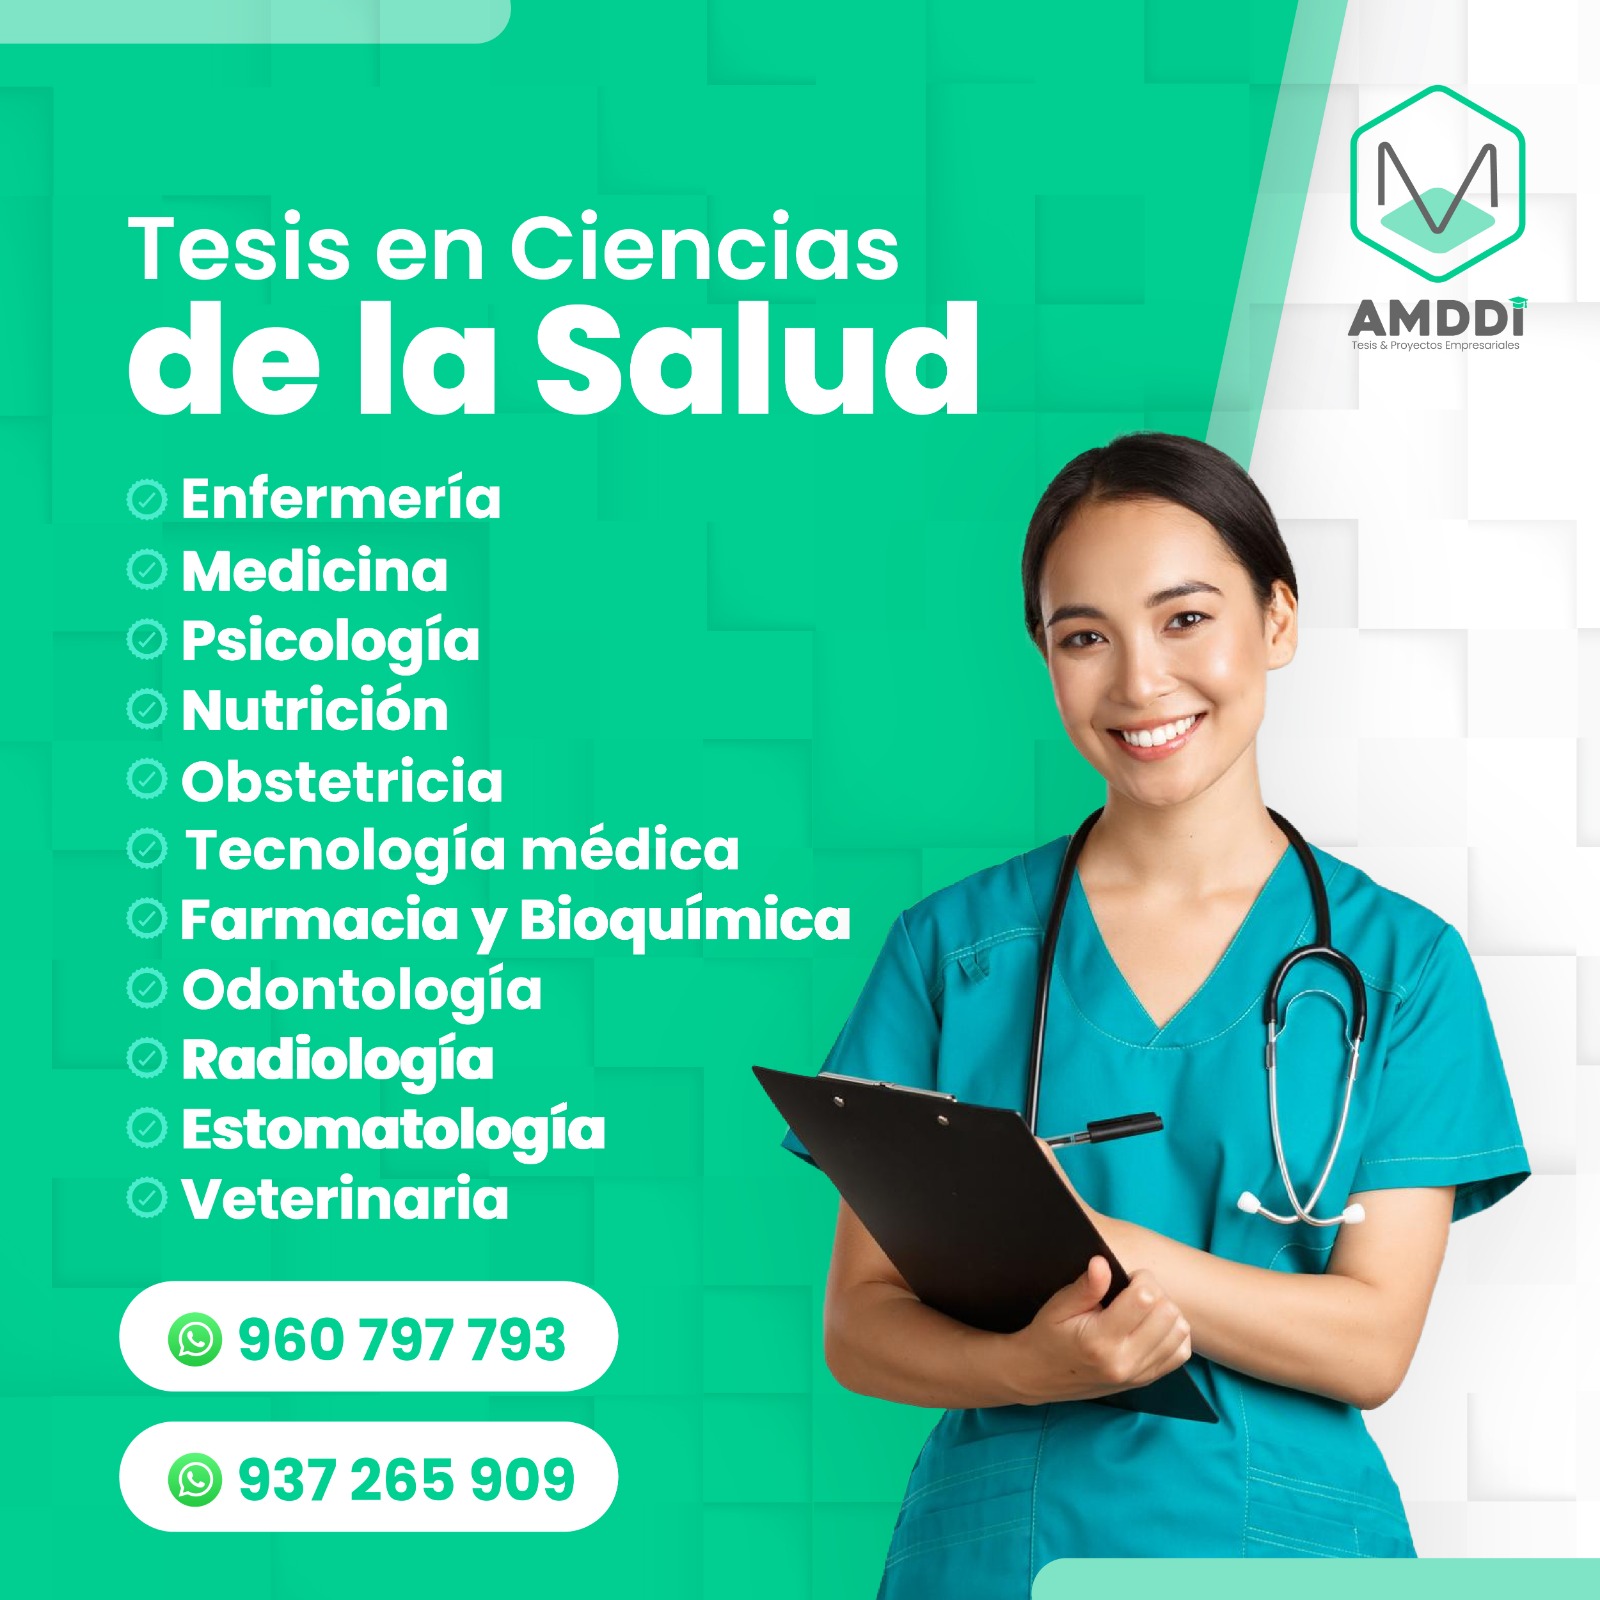 Tesis en Ciencias
de la Salud
AMDDi
Tesis & Proyectos Empresariales
Enfermería
Medicina
Psicología
Nutrición
Obstetricia
Tecnología médica
Farmacia y Bioquímica
Odontología
Radiología
Estomatología
Veterinaria
960 797 793
937 265 909